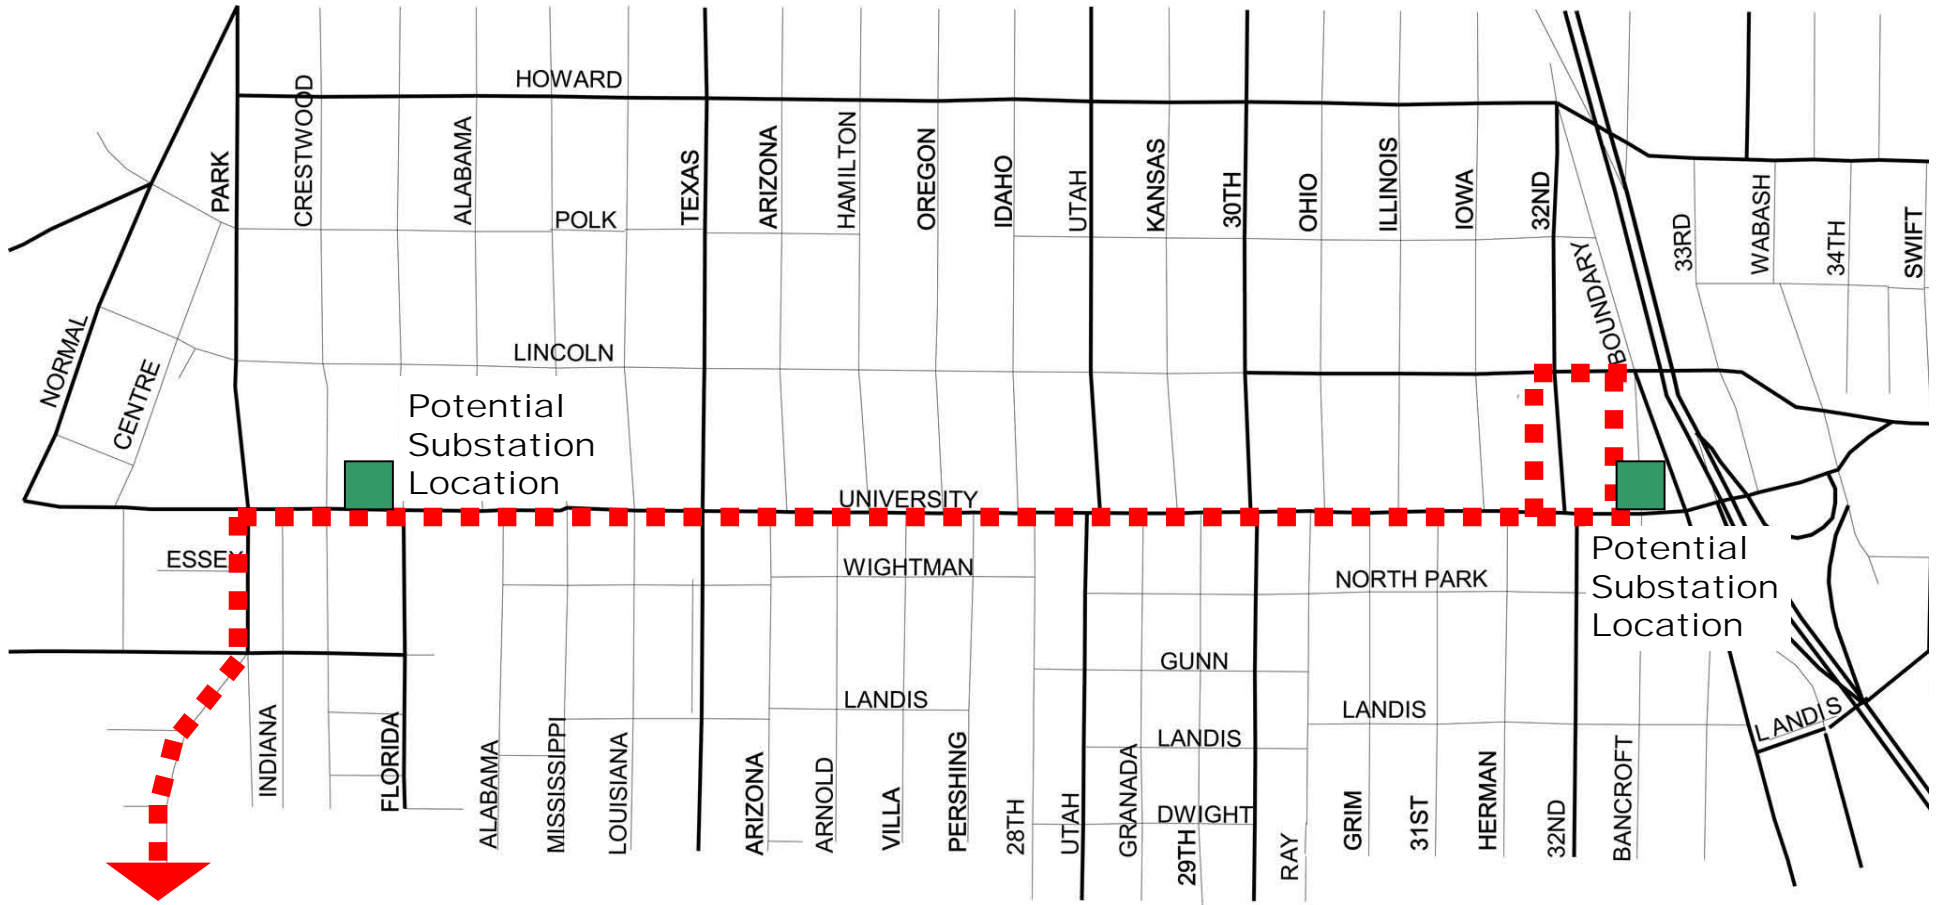 HOWARD
PARK
CRESTWOOD
ALABAMA
TEXAS
ARIZONA
HAMILTON
OREGON
IDAHO
UTAH
KANSAS
30TH
OHIO
ILLINOIS
IOWA
32ND
BOUNDARY
33RD
WABASH
34TH
SWIFT
POLK
NORMAL
CENTRE
LINCOLN
Potential
Substation
Location
UNIVERSITY
ESSEX
WIGHTMAN
NORTH PARK
Potential
Substation
Location
GUNN
LANDIS
LANDIS
LANDIS
LANDIS
DWIGHT
INDIANA
FLORIDA
ALABAMA
MISSISSIPPI
LOUISIANA
ARIZONA
ARNOLD
VILLA
PERSHING
28TH
UTAH
GRANADA
29TH
RAY
GRIM
31ST
HERMAN
32ND
BANCROFT